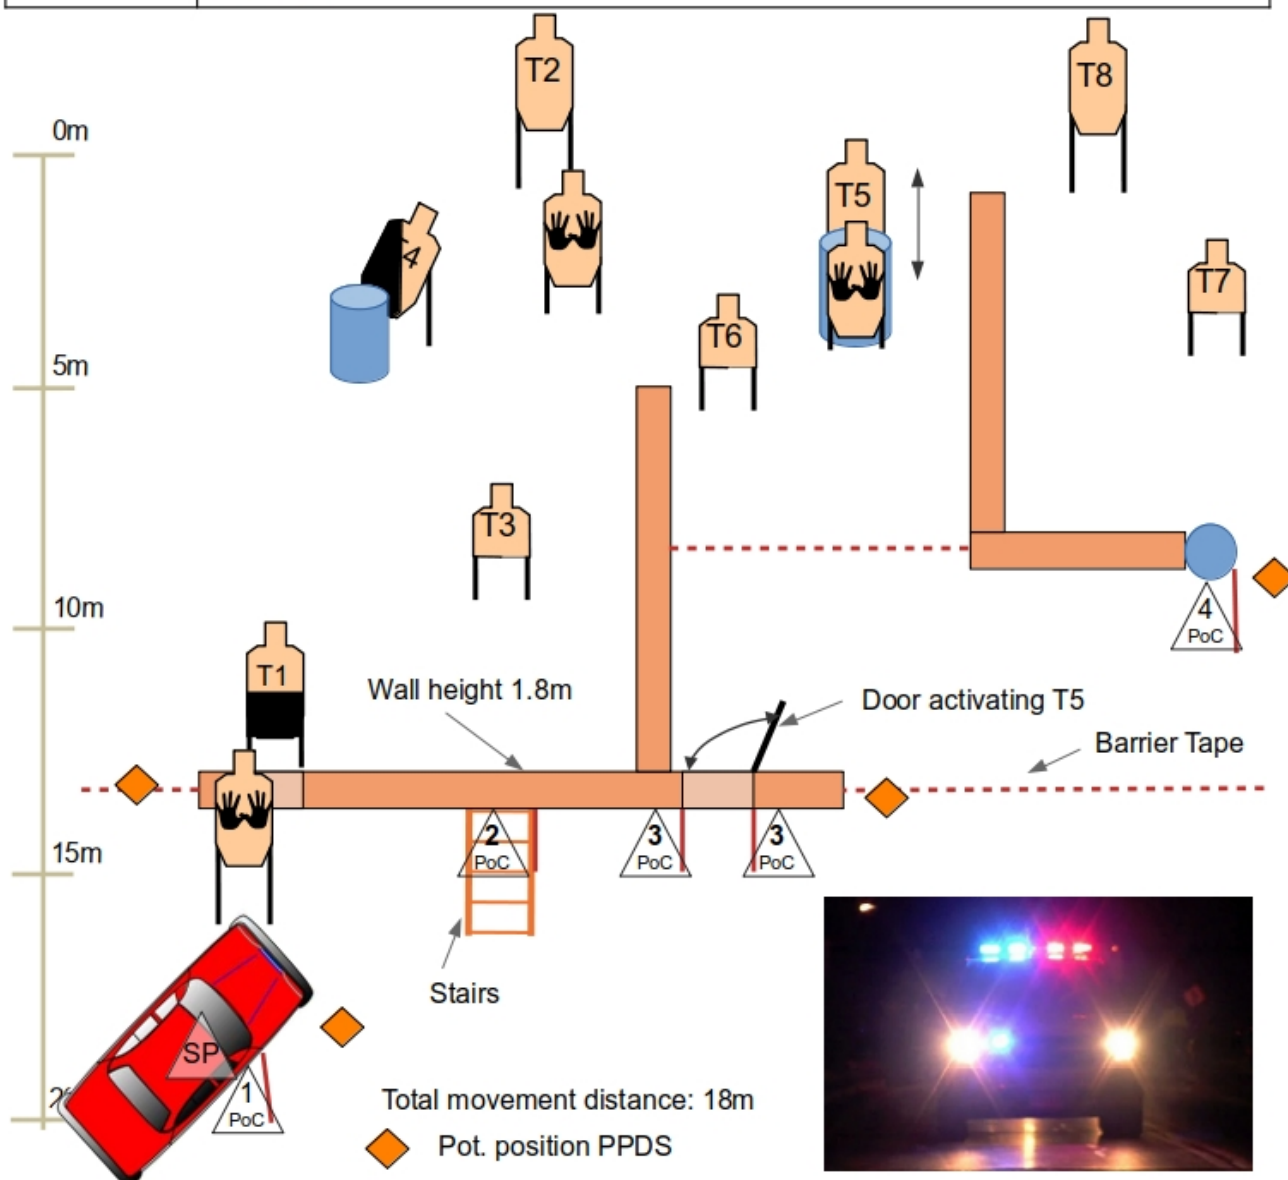 T2
T8
0m
T5
4
T7
T6
5m
T3
10m
4
PoC
T1
Wall height 1.8m
Door activating T5
Barrier Tape
2
PoC
3
PoC
3
PoC
15m
Stairs
SP
1
PoC
Total movement distance: 18m
Pot. position PPDS